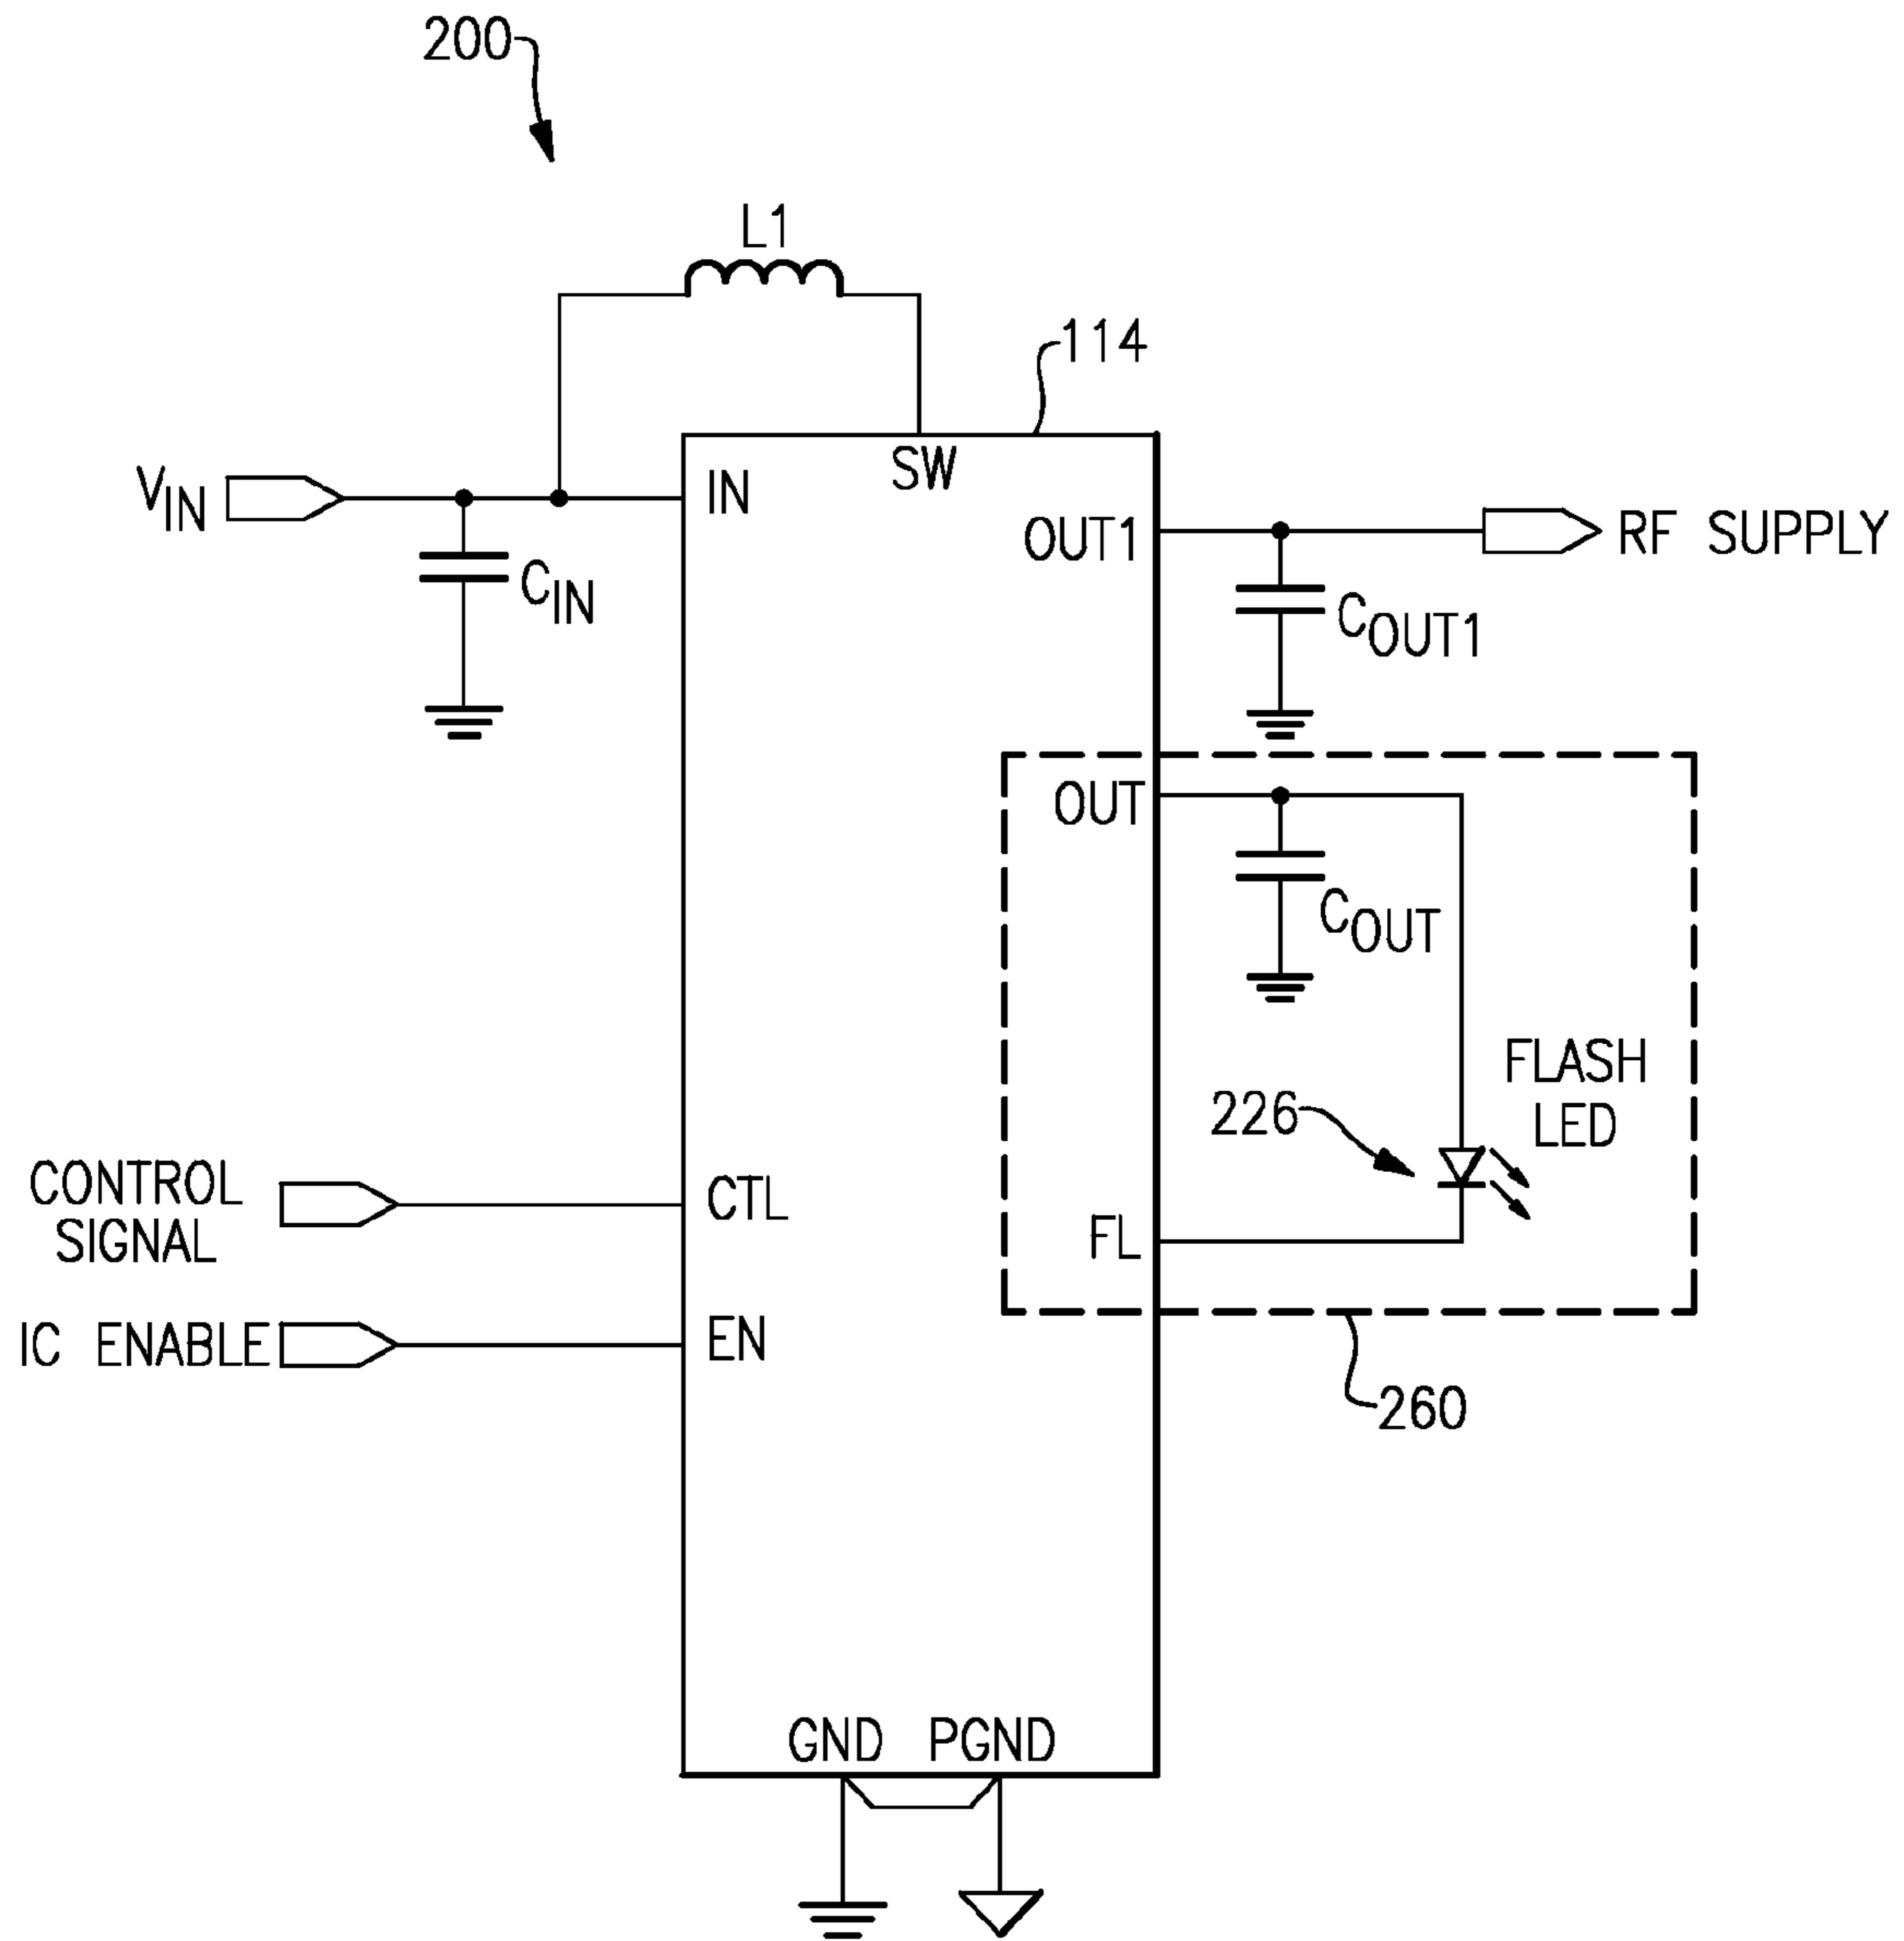 200
L1
114
VIN
IN
SW
OUT1
RF SUPPLY
CIN
COUT1
OUT
COUT
FLASH
LED
226
CONTROL
SIGNAL
CTL
FL
IC ENABLE
EN
260
GND
PGND